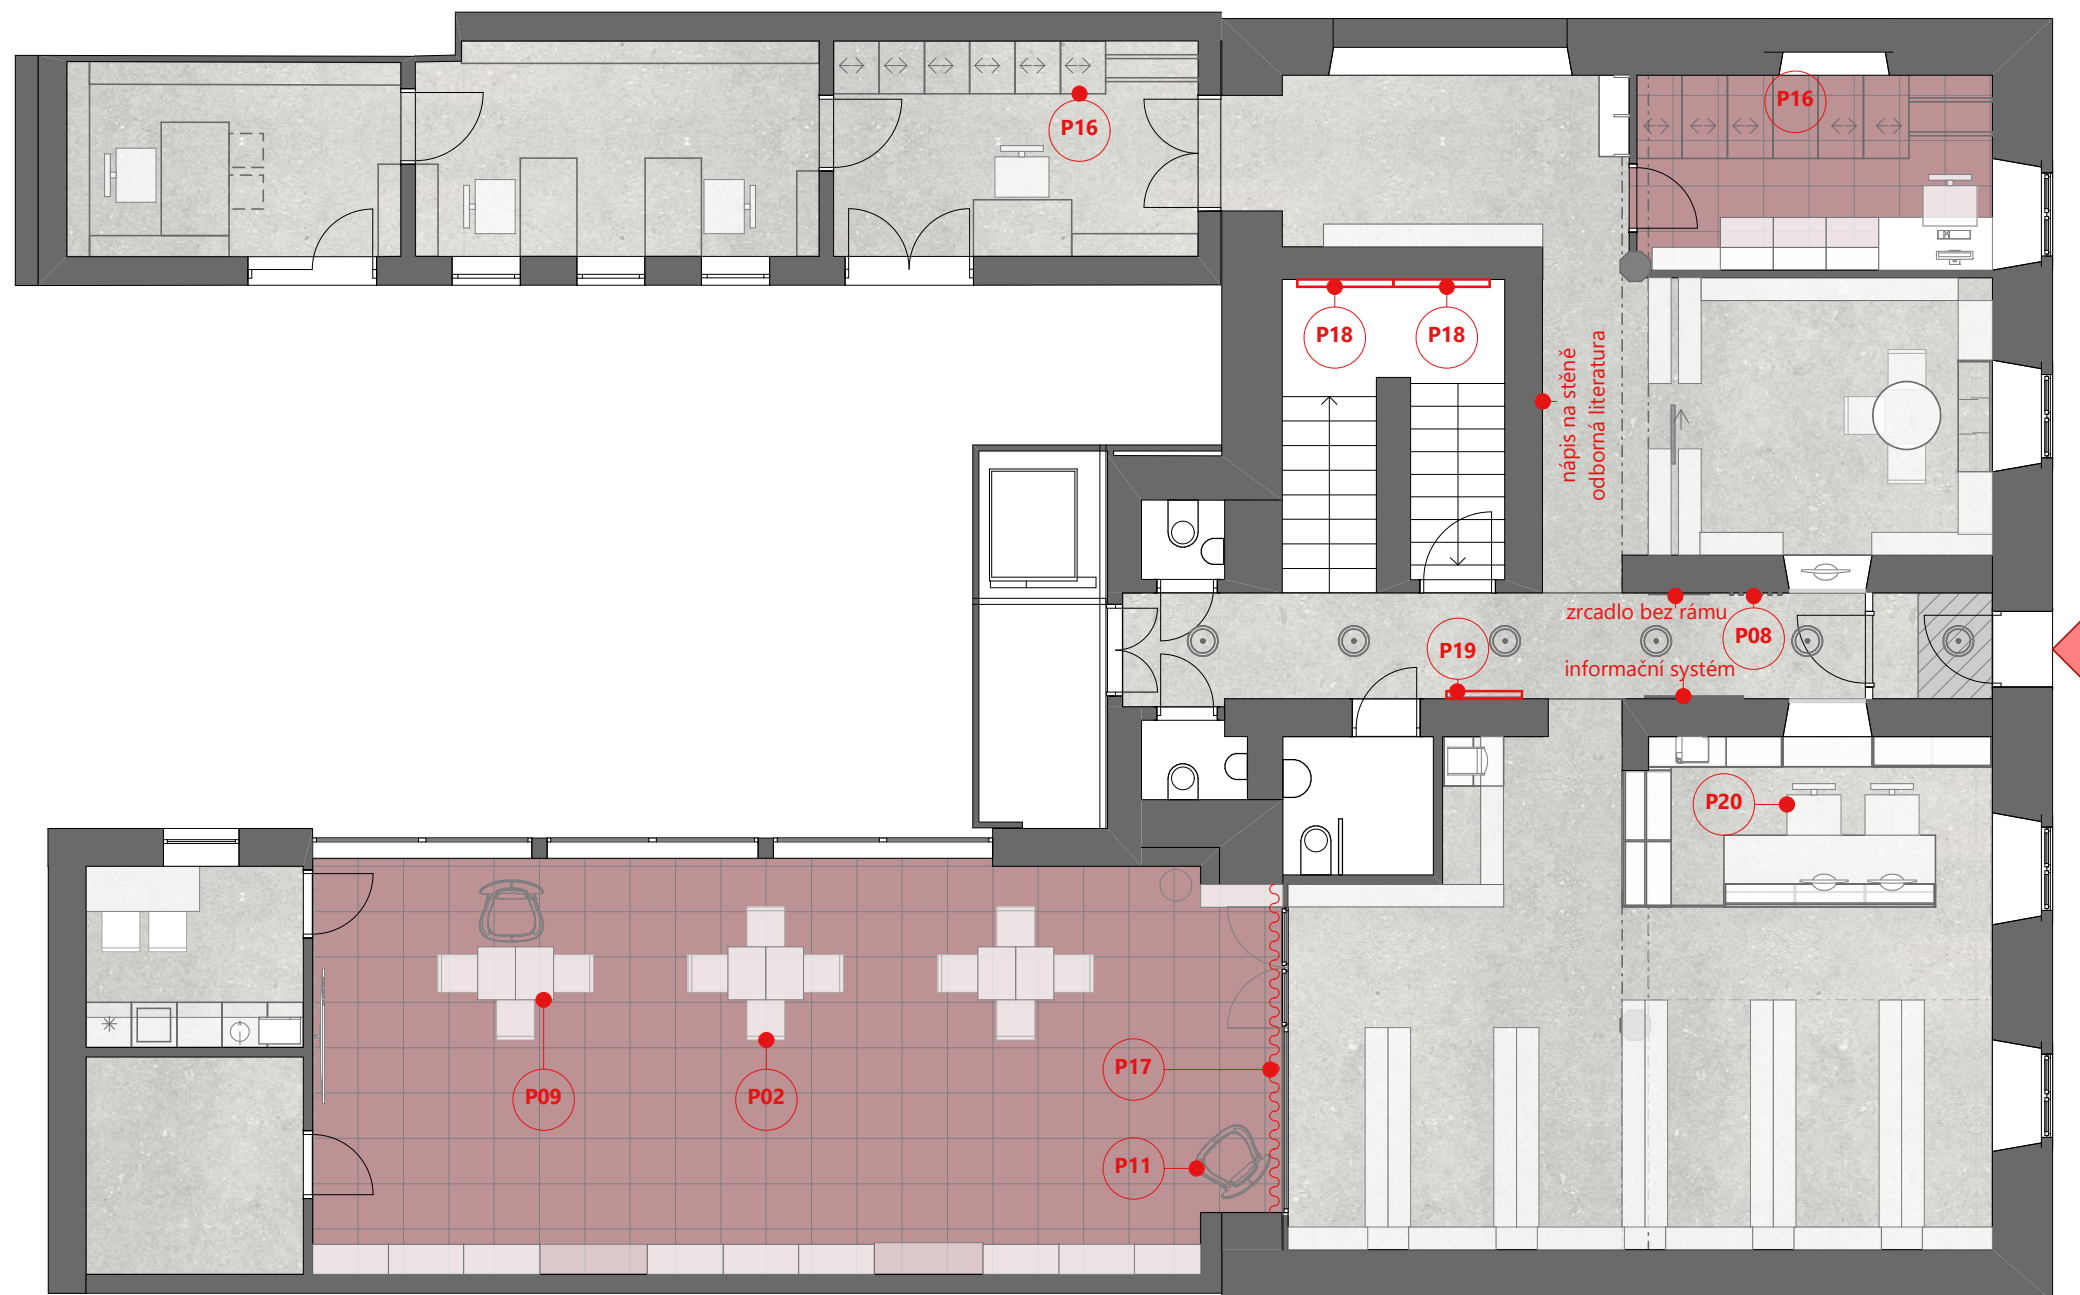 P16
P16
P18
P18
nápis na stěně
odborná literatura
zrcadlo bez rámu
P08
P19
informační systém
P20
P17
P09
P02
P11